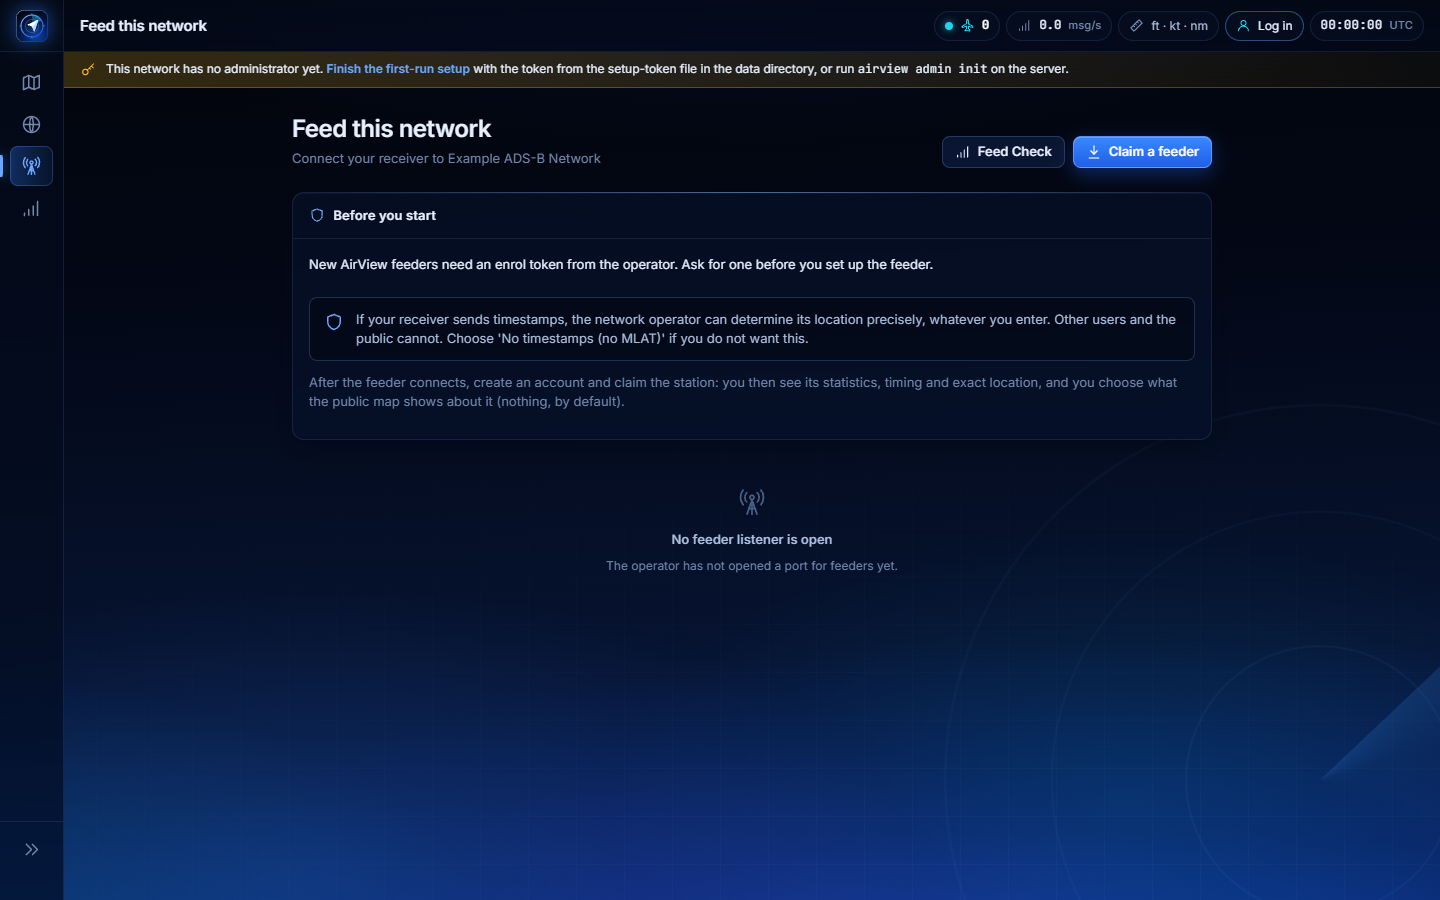 Feed this network
0
0.0 msg/s
ft · kt · nm
Log in
00:00:00 UTC
This network has no administrator yet. Finish the first-run setup with the token from the setup-token file in the data directory, or run airview admin init on the server.
Feed this network
Connect your receiver to Example ADS-B Network
Feed Check
Claim a feeder
Before you start
New AirView feeders need an enrol token from the operator. Ask for one before you set up the feeder.
If your receiver sends timestamps, the network operator can determine its location precisely, whatever you enter. Other users and the
public cannot. Choose 'No timestamps (no MLAT)' if you do not want this.
After the feeder connects, create an account and claim the station: you then see its statistics, timing and exact location, and you choose what
the public map shows about it (nothing, by default).
No feeder listener is open
The operator has not opened a port for feeders yet.